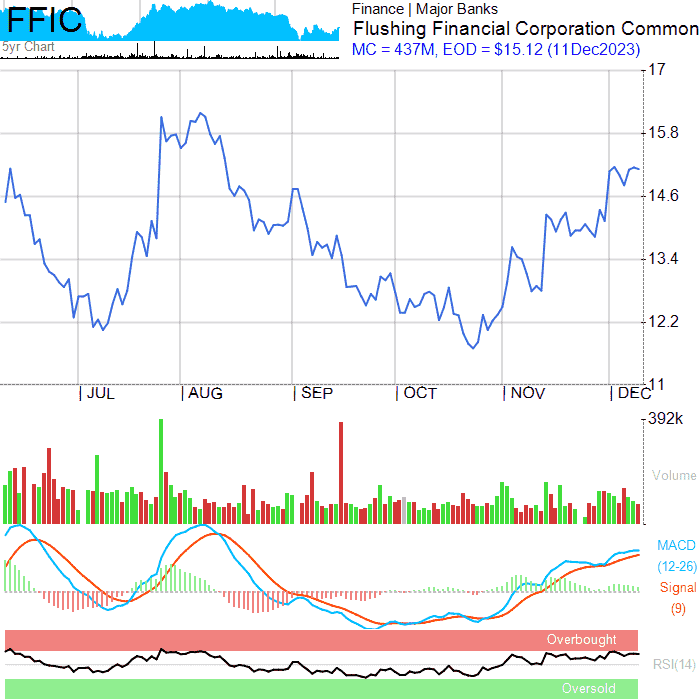 FFIC
5yr Chart
Finance | Major Banks
Flushing Financial Corporation Common
MC = 437M, EOD = $15.12 (11Dec2023)
17
15.8
14.6
13.4
12.2
11
| JUL | AUG | SEP | OCT | NOV | DEC
392k
Volume
MACD
(12-26)
Signal
(9)
Overbought
RSI(14)
Oversold